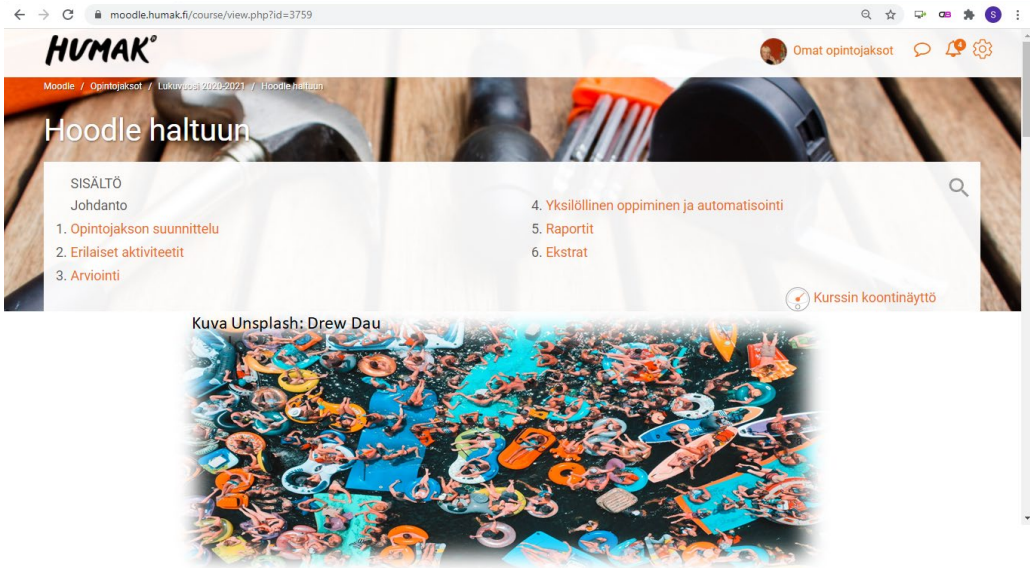 moodle.humak.fi/course/view.php?id=3759
S
HUMAK
Omat opintojaksot
4
Moodle / Opintojaksot / Lukuvuosi 2020-2021 / Hoodle haltuun
Hoodle haltuun
SISÄLTÖ
Johdanto
1. Opintojakson suunnittelu
2. Erilaiset aktiviteetit
3. Arviointi
4. Yksilöllinen oppiminen ja automatisointi
5. Raportit
6. Ekstrat
Kurssin koontinäyttö
Kuva Unsplash: Drew Dau